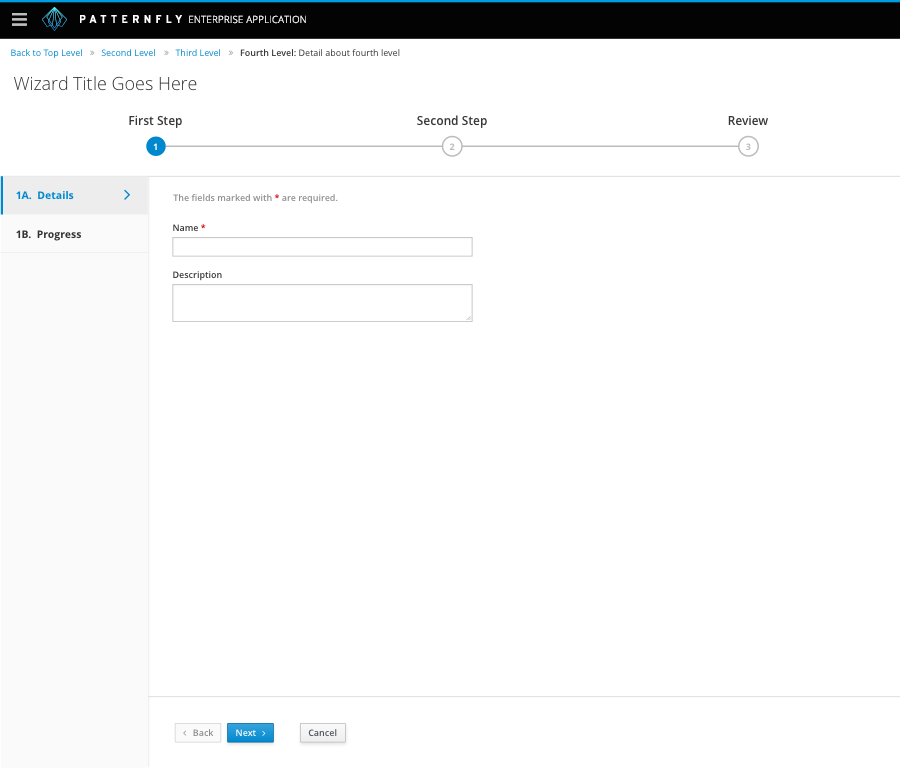 PATTERNFLY ENTERPRISE APPLICATION
Back to Top Level » Second Level » Third Level » Fourth Level: Detail about fourth level
Wizard Title Goes Here
First Step Second Step Review
1 2 3
1A. Details
1B. Progress
The fields marked with * are required.
Name *
Description
‹ Back Next › Cancel